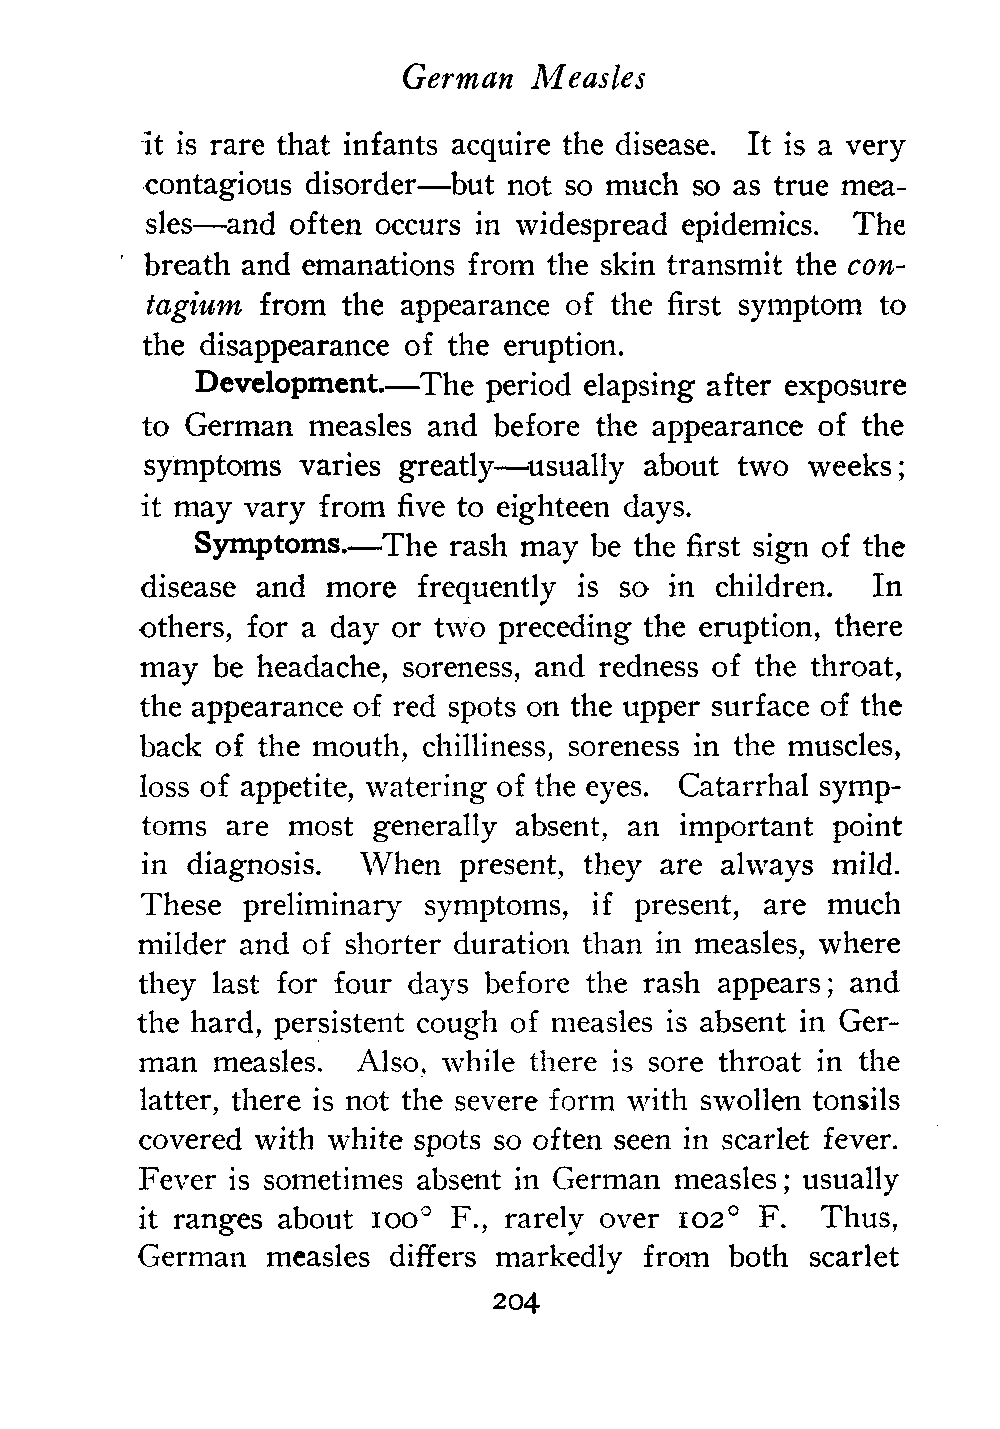 German Measles
it is rare that infants acquire the disease. It is a very
contagious disorder—but not so much so as true mea-
sles—and often occurs in widespread epidemics. The
breath and emanations from the skin transmit the con-
tagium from the appearance of the first symptom to
the disappearance of the eruption.
Development.—The period elapsing after exposure
to German measles and before the appearance of the
symptoms varies greatly—usually about two weeks;
it may vary from five to eighteen days.
Symptoms.—The rash may be the first sign of the
disease and more frequently is so in children. In
others, for a day or two preceding the eruption, there
may be headache, soreness, and redness of the throat,
the appearance of red spots on the upper surface of the
back of the mouth, chilliness, soreness in the muscles,
loss of appetite, watering of the eyes. Catarrhal symp-
toms are most generally absent, an important point
in diagnosis. When present, they are always mild.
These preliminary symptoms, if present, are much
milder and of shorter duration than in measles, where
they last for four days before the rash appears; and
the hard, persistent cough of measles is absent in Ger-
man measles. Also, while there is sore throat in the
latter, there is not the severe form with swollen tonsils
covered with white spots so often seen in scarlet fever.
Fever is sometimes absent in German measles; usually
it ranges about 100° F., rarely over 102° F. Thus,
German measles differs markedly from both scarlet
204